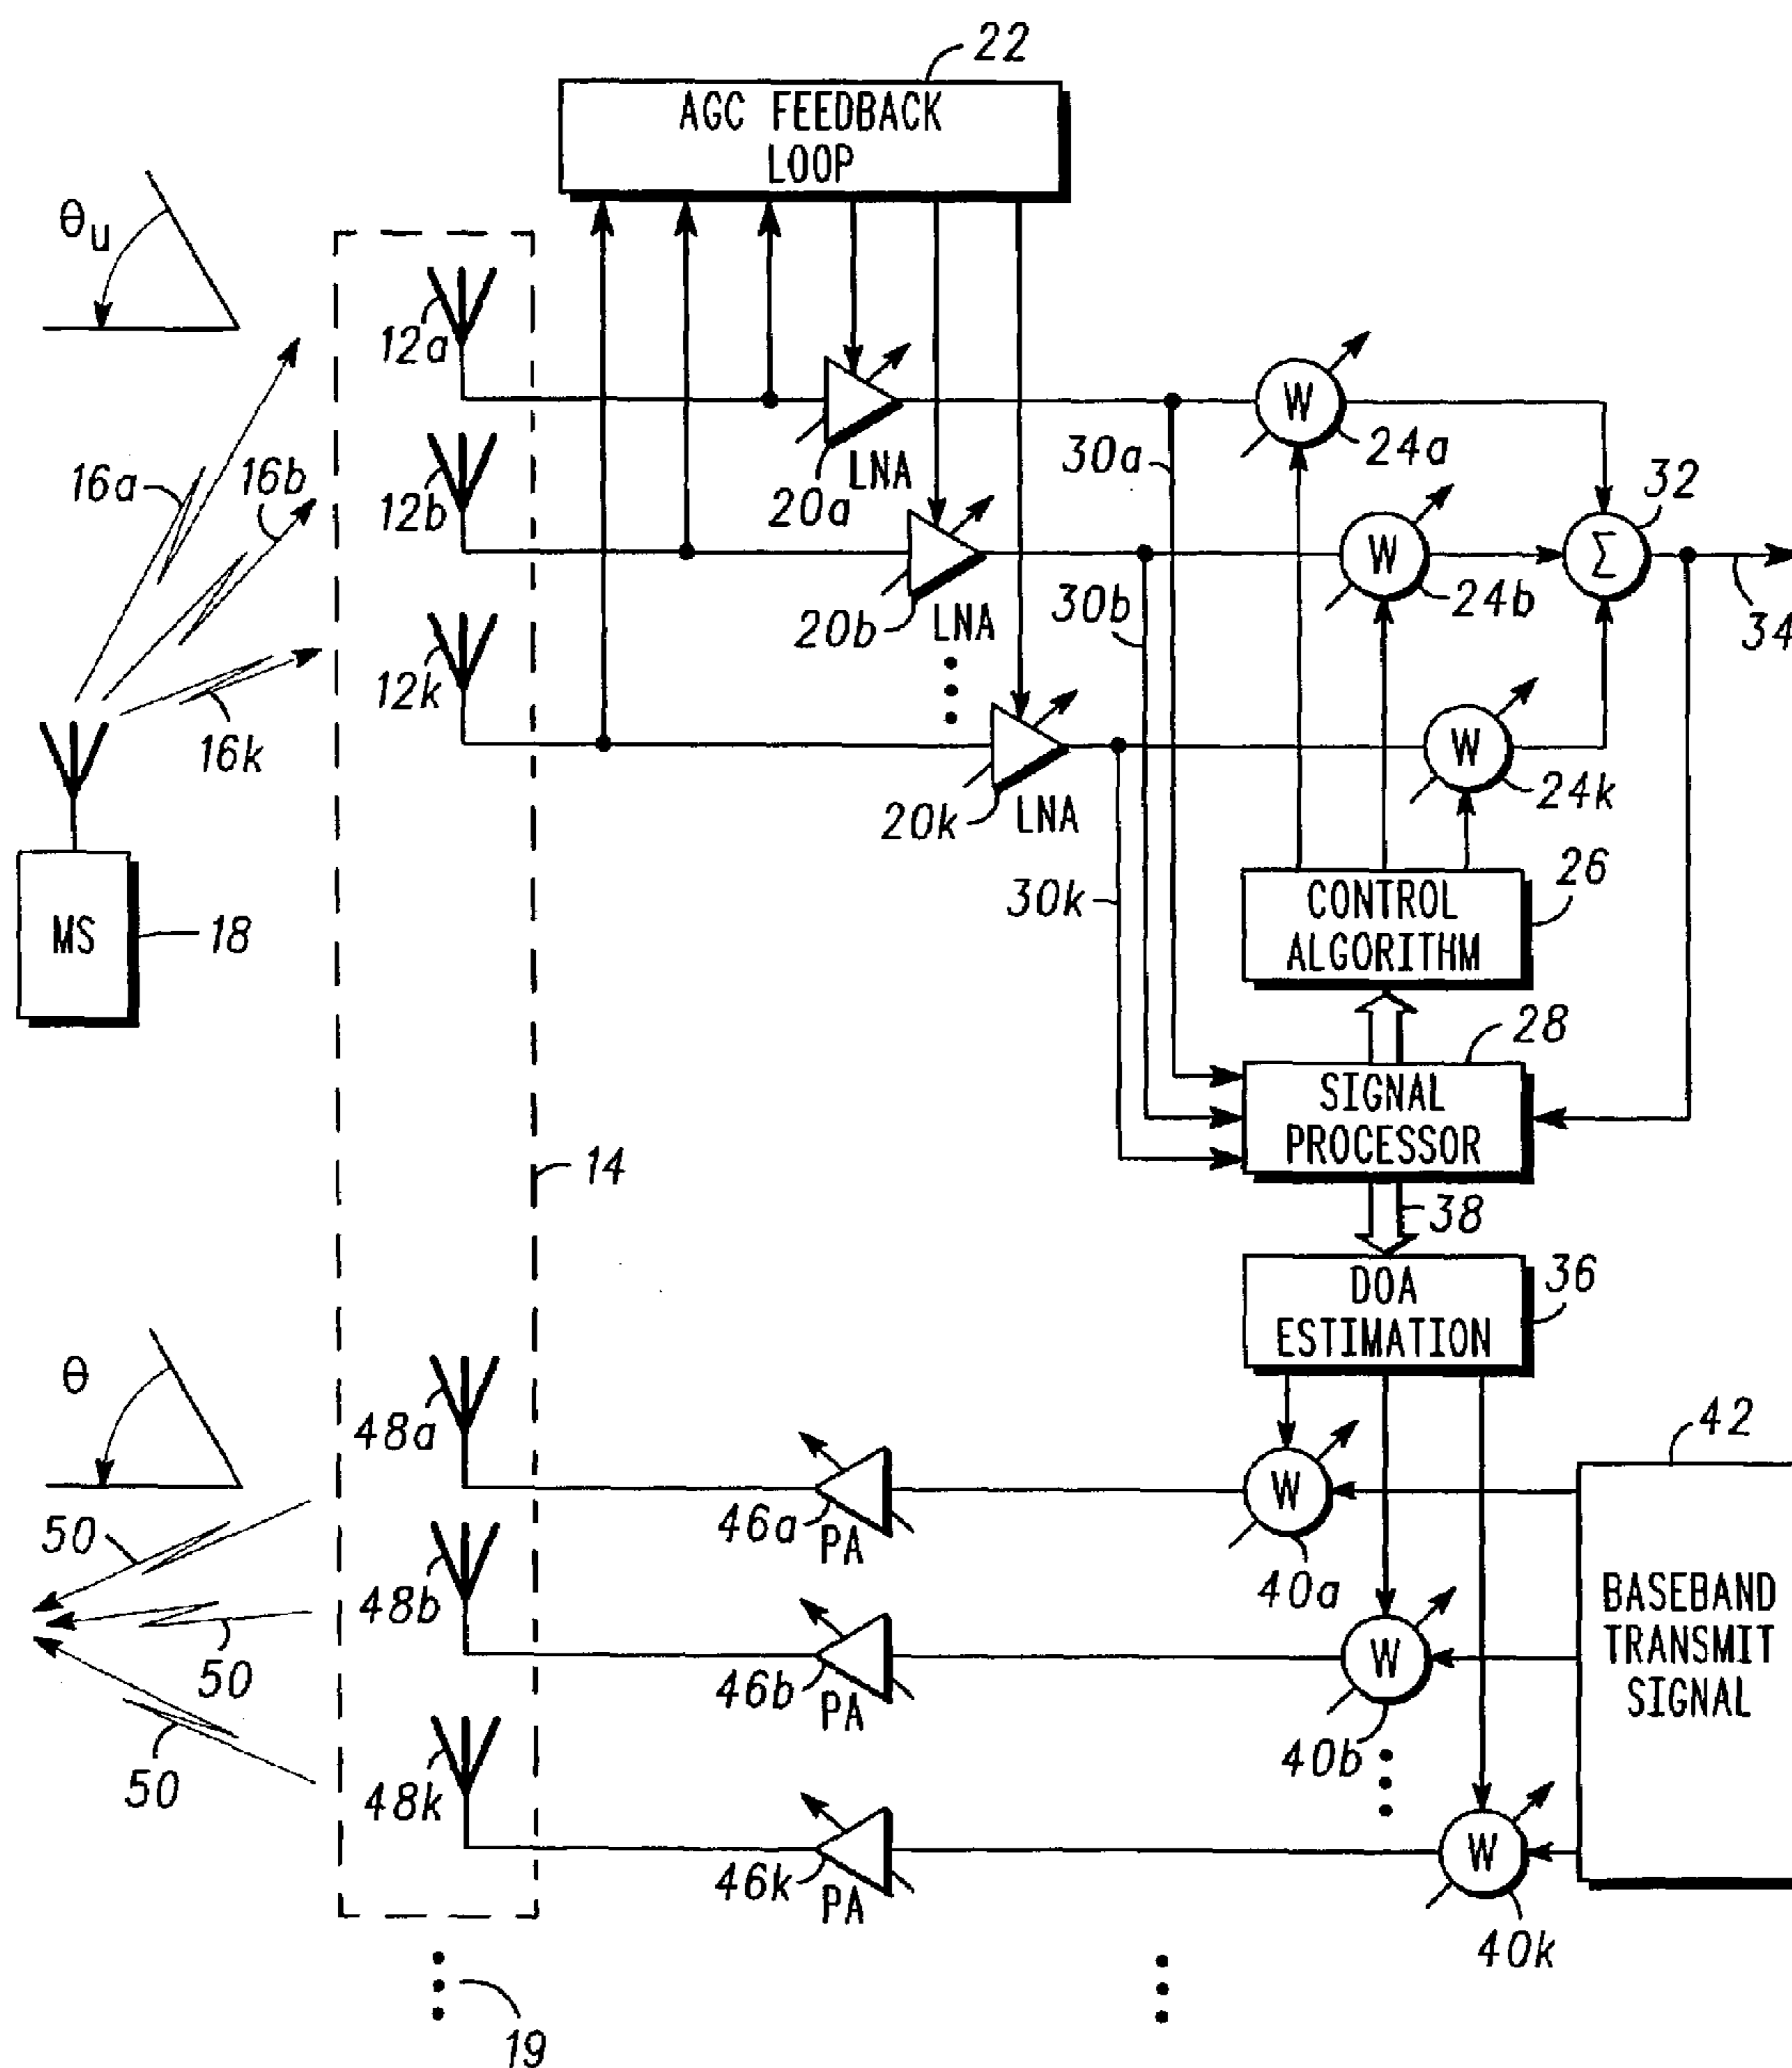 22
AGC FEEDBACK
LOOP
θu
12a
16a
16b
12b
LNA
20a
30a
W
24a
32
12k
20b
LNA
30b
W
24b
Σ
34
16k
20k
LNA
W
24k
MS
18
30k
CONTROL
ALGORITHM
26
28
SIGNAL
PROCESSOR
14
38
DOA
ESTIMATION
36
θ
48a
42
50
46a
PA
W
40a
48b
BASEBAND
TRANSMIT
SIGNAL
50
46b
PA
W
40b
50
48k
46k
PA
W
40k
19